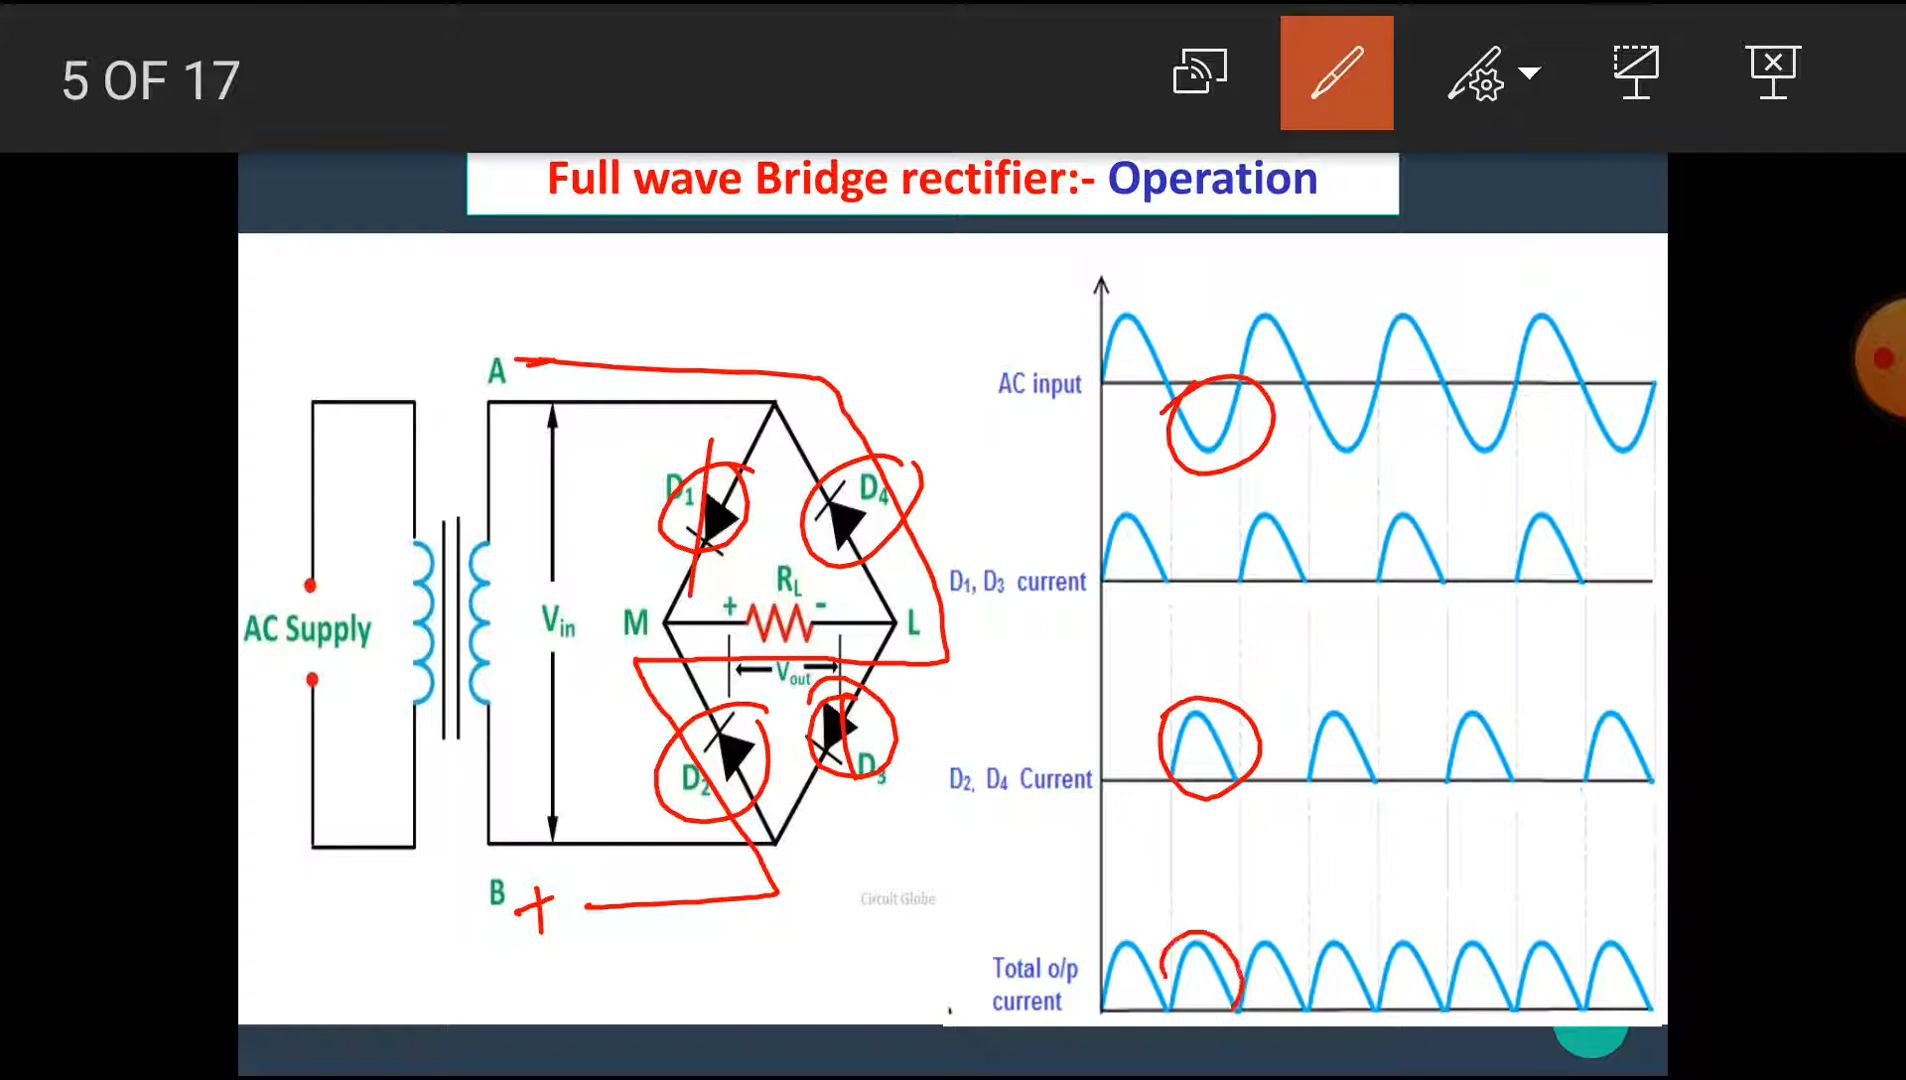 5 OF 17
Full wave Bridge rectifier:- Operation
A
AC input
D1
D4
RL
D1, D3 current
+
-
AC Supply
Vin
M
L
Vout
D2
D3
D2, D4 Current
B +
Circuit Globe
Total o/p
current